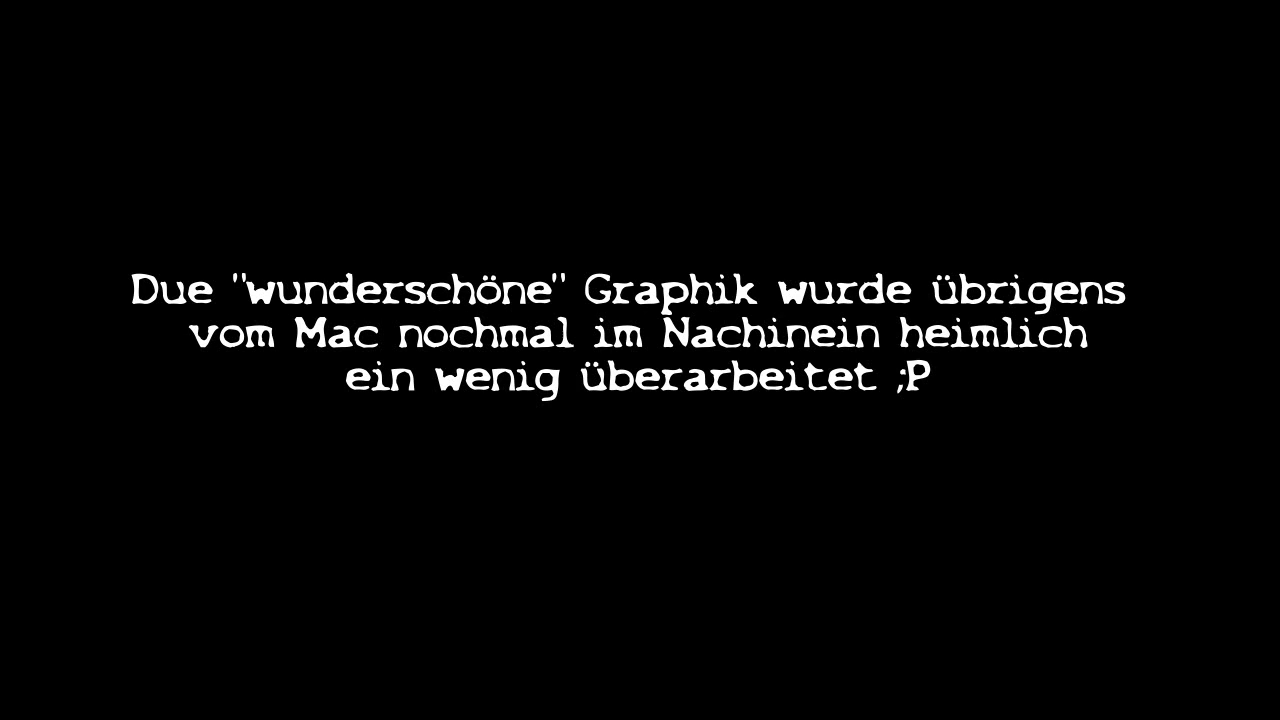 Due "wunderschöne" Graphik wurde übrigens
vom Mac nochmal im Nachinein heimlich
ein wenig überarbeitet ;P